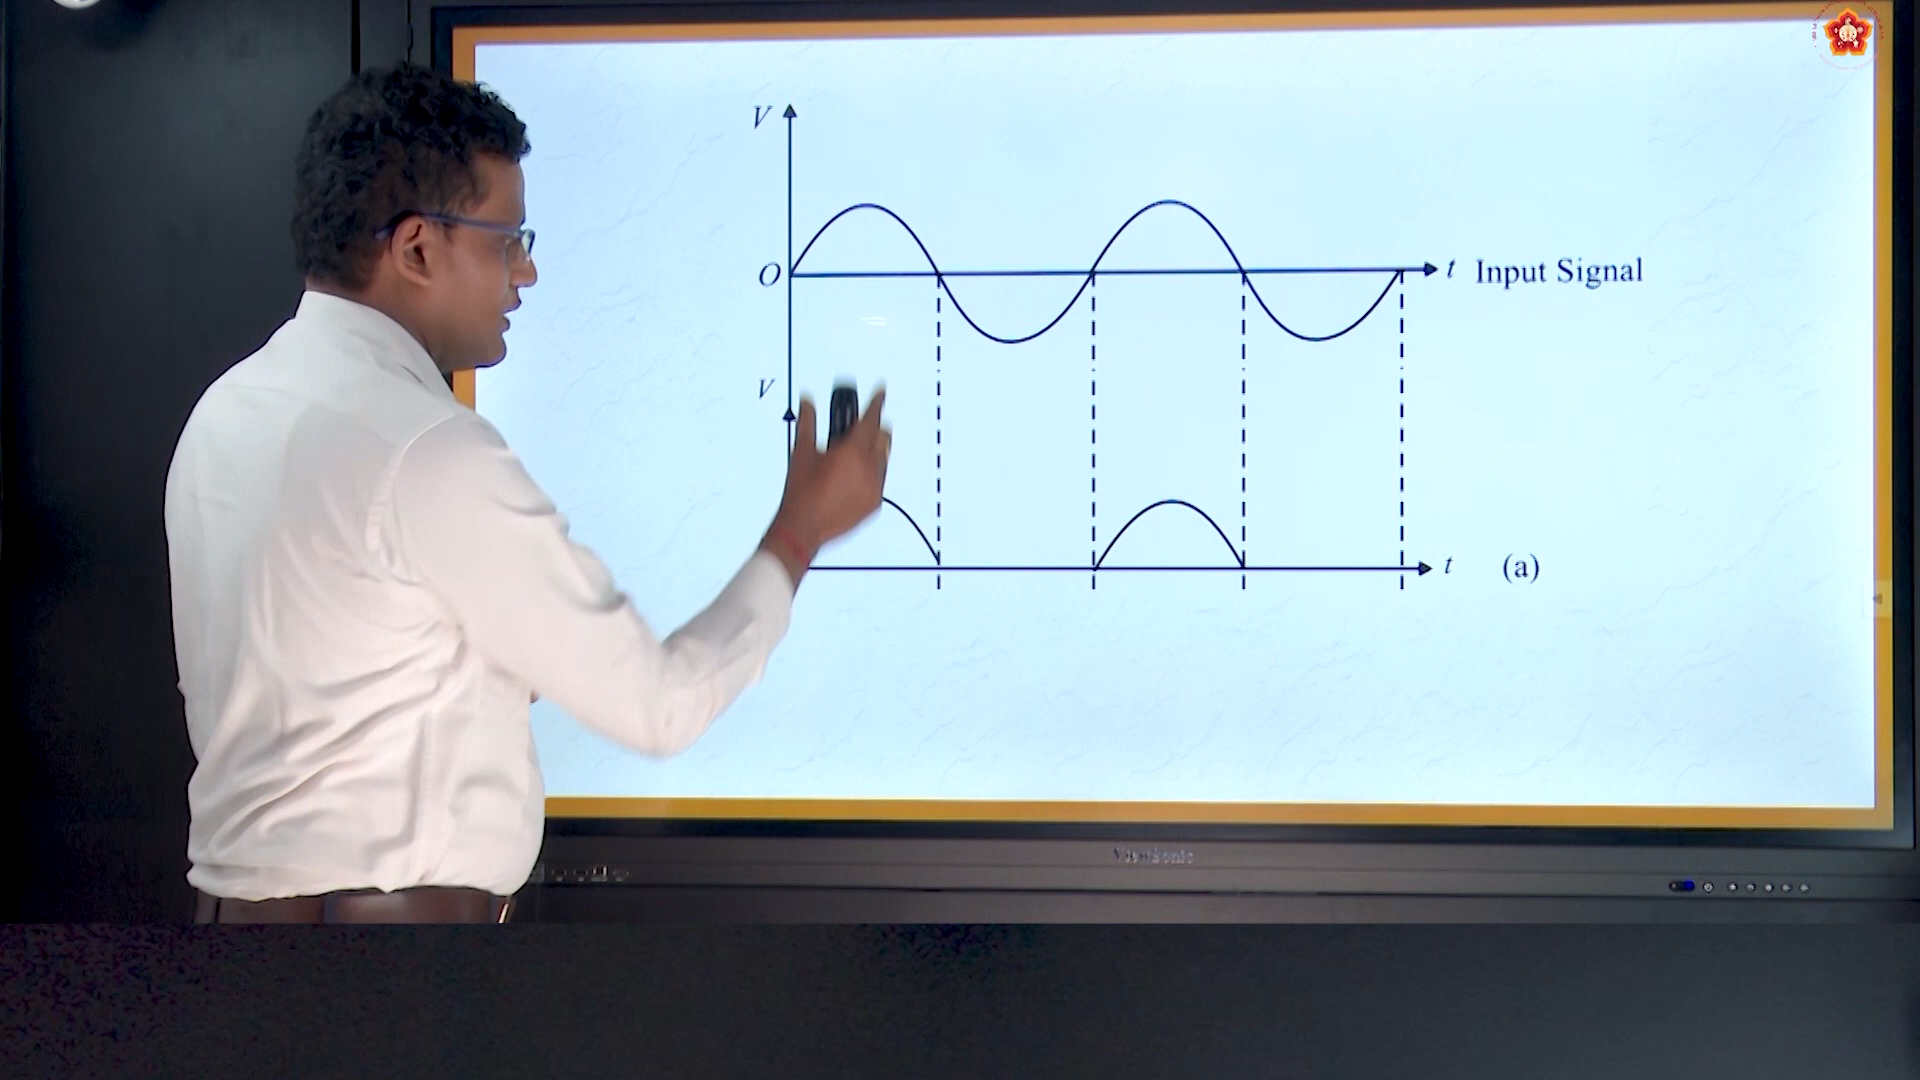 V
O
t Input Signal
V
t (a)
ViewSonic